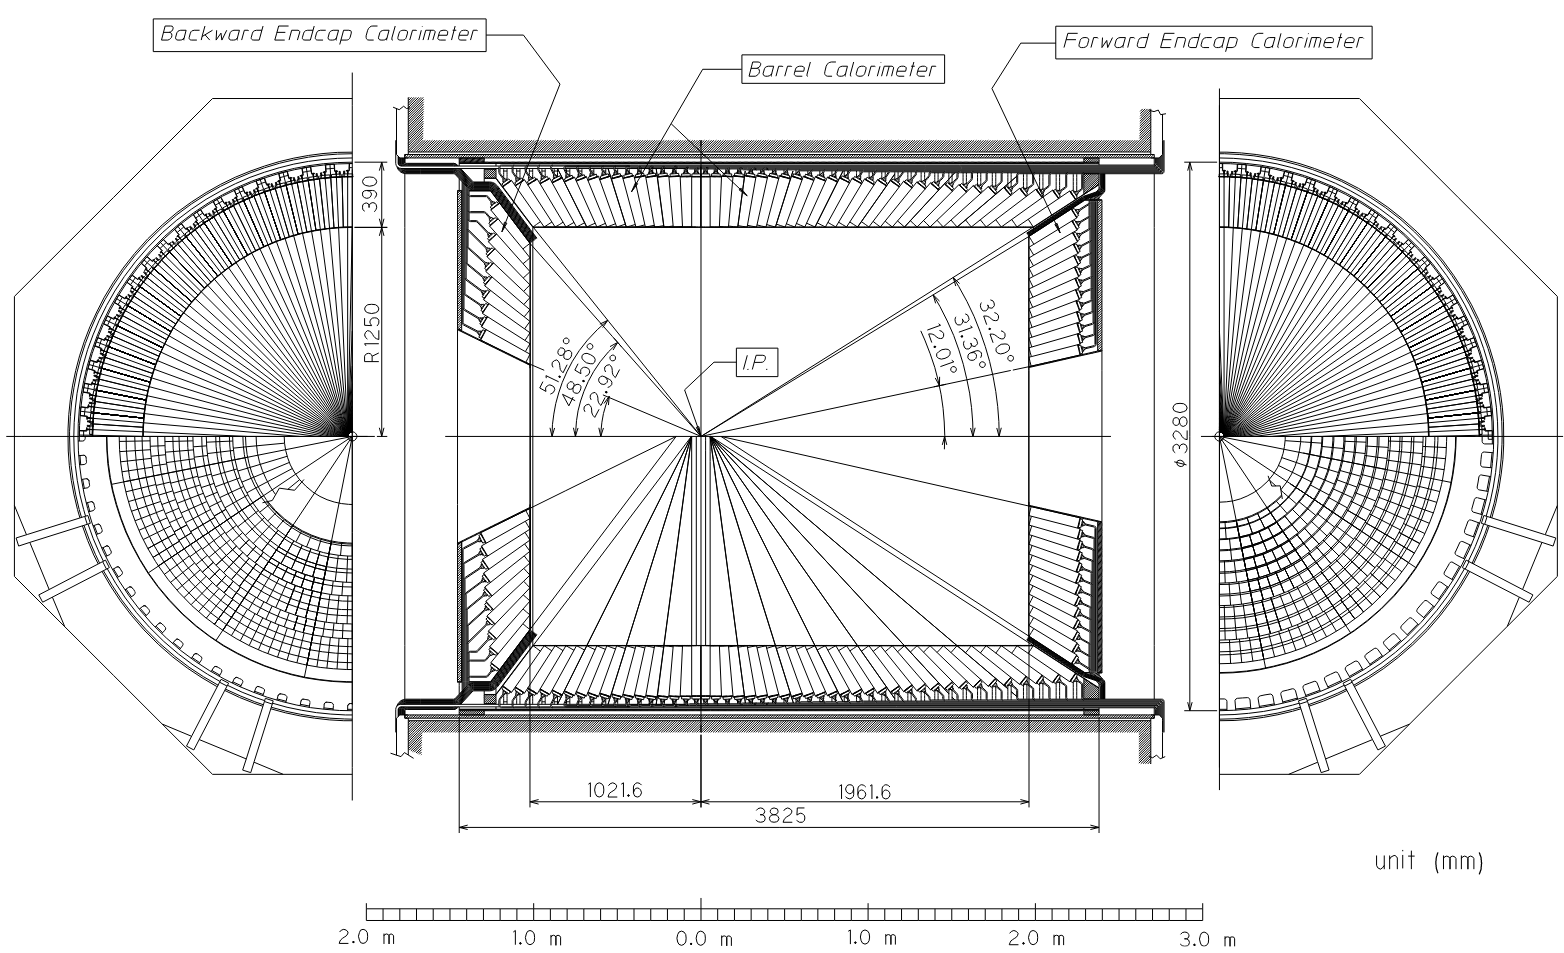 Backward Endcap Calorimeter
Forward Endcap Calorimeter
Barrel Calorimeter
390
R1250
51.28°
48.50°
22.92°
I.P.
12.01°
31.36°
32.20°
ϕ3280
1021.6
1961.6
3825
unit (mm)
2.0 m 1.0 m 0.0 m 1.0 m 2.0 m 3.0 m